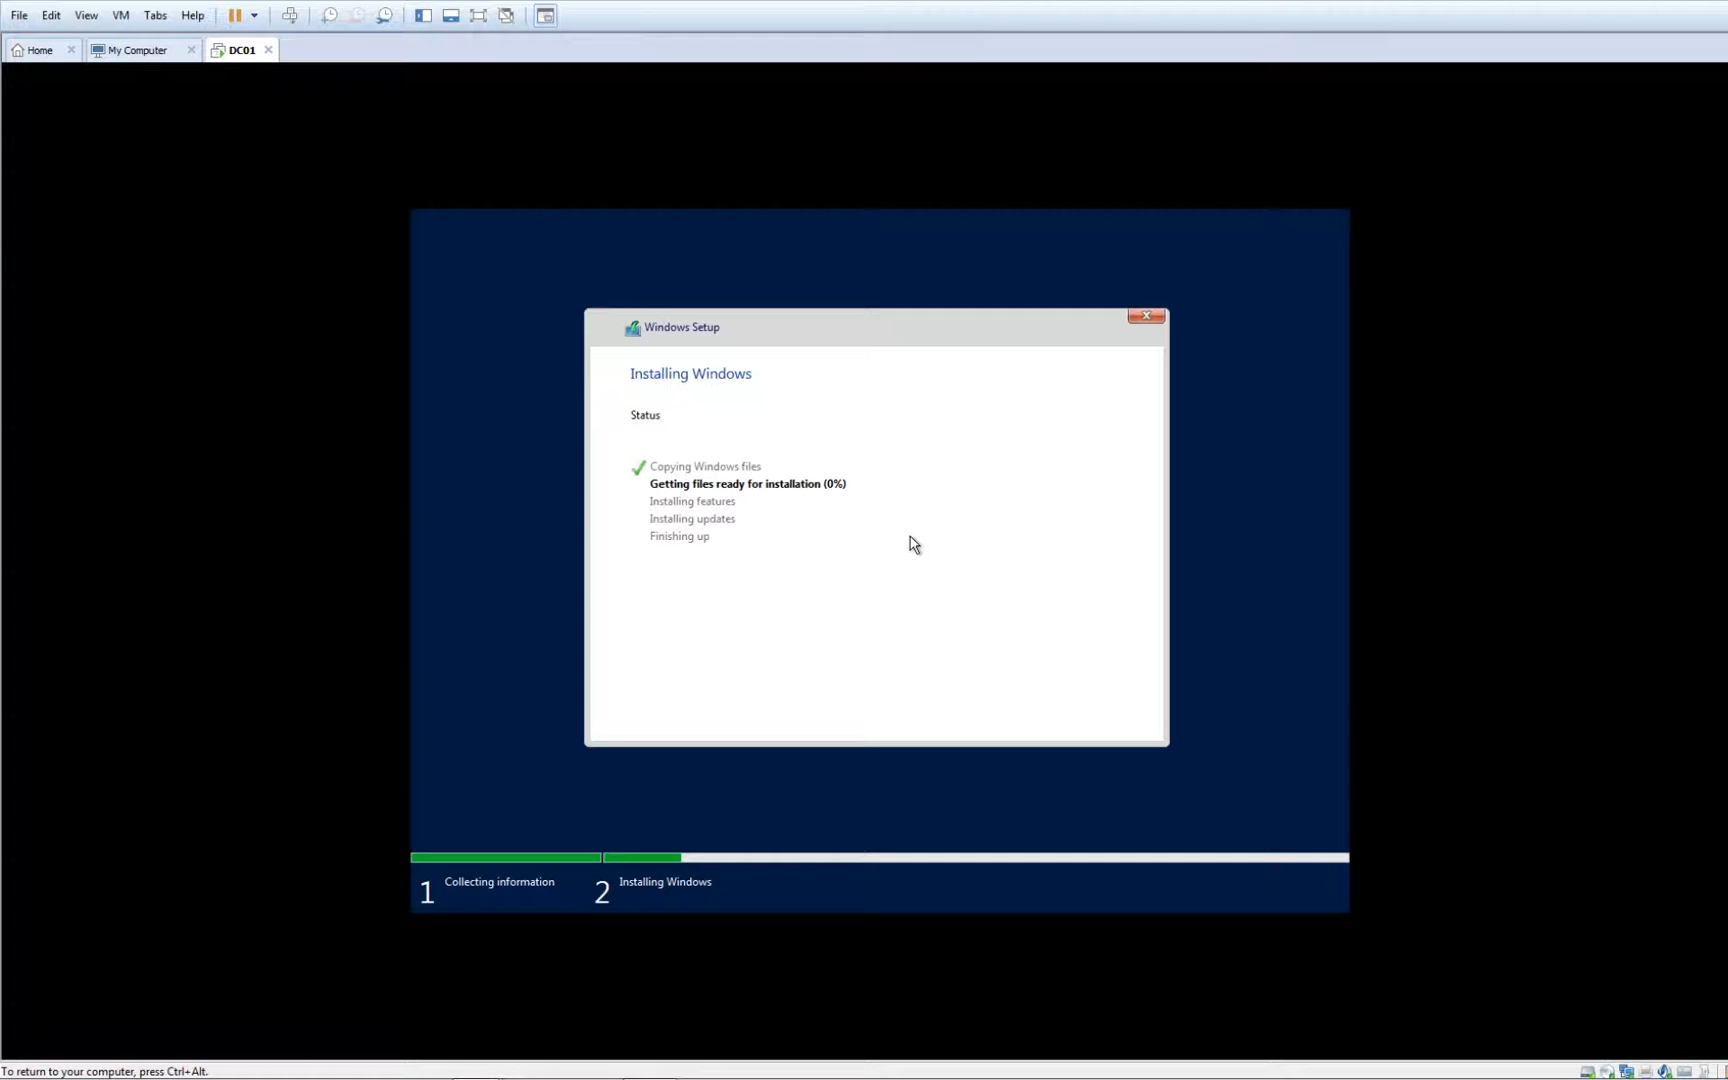 File Edit View VM Tabs Help
Home My Computer DC01
Windows Setup
Installing Windows
Status
Copying Windows files
Getting files ready for installation (0%)
Installing features
Installing updates
Finishing up
1 Collecting information 2 Installing Windows
To return to your computer, press Ctrl+Alt.